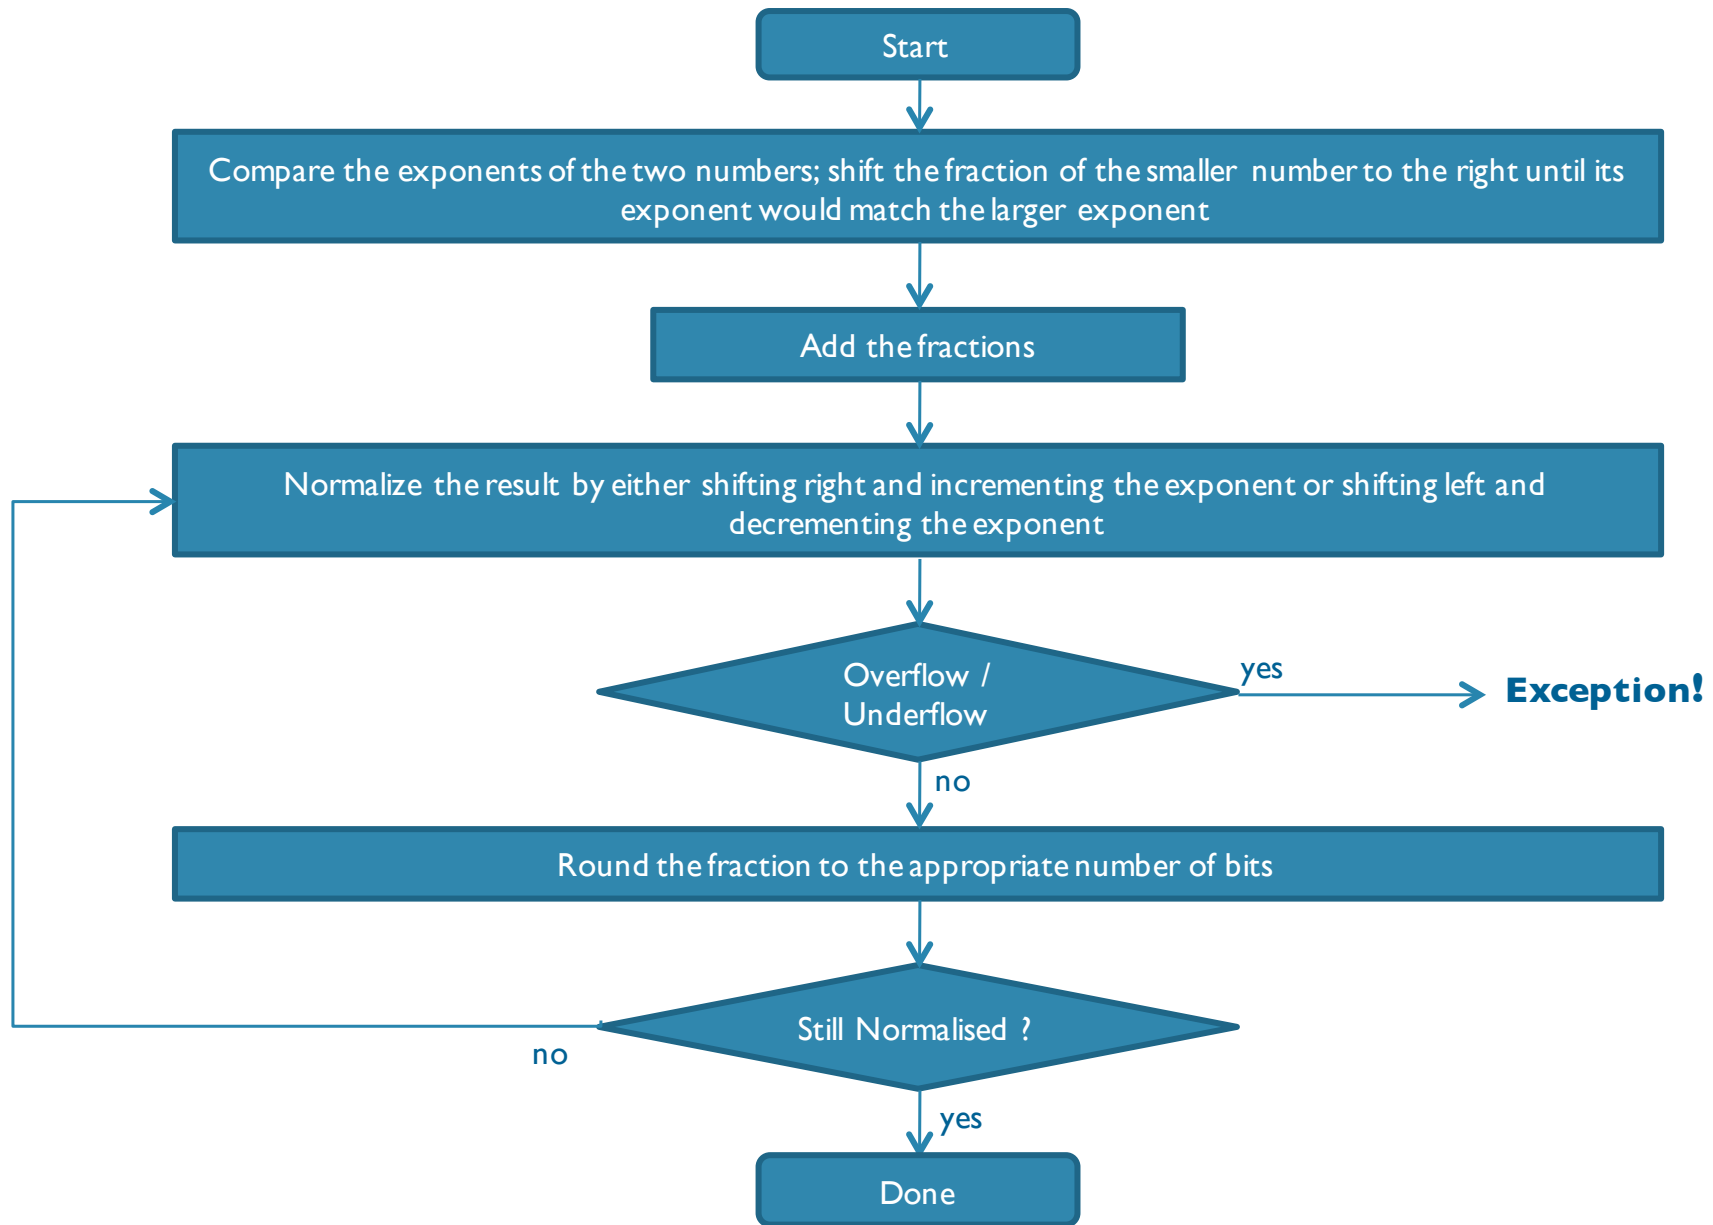 Start
Compare the exponents of the two numbers; shift the fraction of the smaller number to the right until its
exponent would match the larger exponent
Add the fractions
Normalize the result by either shifting right and incrementing the exponent or shifting left and
decrementing the exponent
Overflow /
Underflow
yes
Exception!
no
Round the fraction to the appropriate number of bits
Still Normalised ?
no
yes
Done